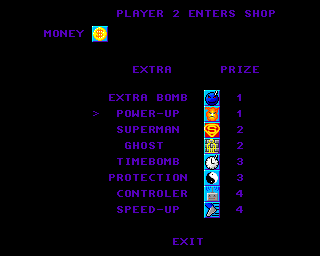 PLAYER 2 ENTERS SHOP
MONEY $
EXTRA PRIZE
EXTRA BOMB 1
> POWER-UP 1
SUPERMAN 2
GHOST 2
TIMEBOMB 3
PROTECTION 3
CONTROLER 4
SPEED-UP 4
EXIT